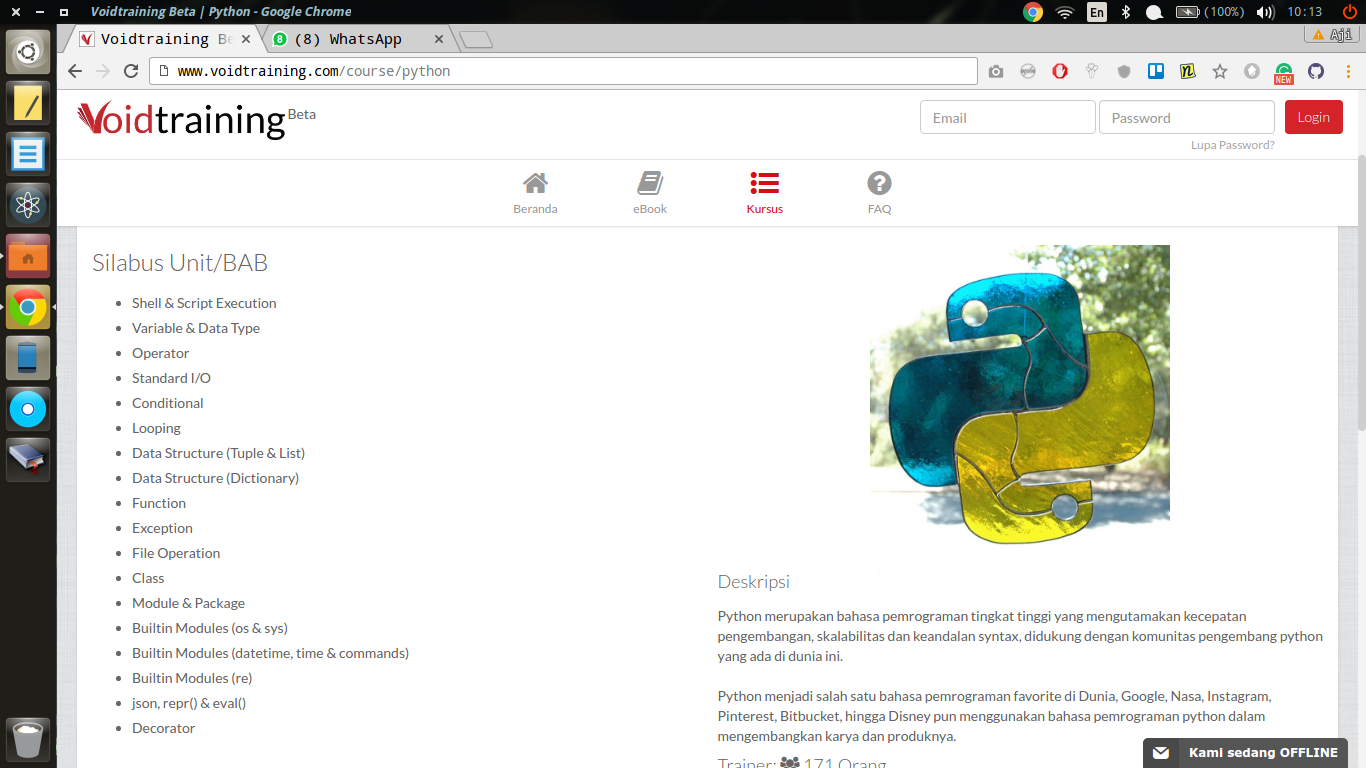 Voidtraining Beta | Python - Google Chrome
En
(100%)
10:13
Voidtraining Be
(8) WhatsApp
Aji
www.voidtraining.com/course/python
NEW
Voidtraining Beta
Email
Password
Login
Lupa Password?
Beranda
eBook
Kursus
FAQ
Silabus Unit/BAB
Shell & Script Execution
Variable & Data Type
Operator
Standard I/O
Conditional
Looping
Data Structure (Tuple & List)
Data Structure (Dictionary)
Function
Exception
File Operation
Class
Module & Package
Builtin Modules (os & sys)
Builtin Modules (datetime, time & commands)
Builtin Modules (re)
json, repr() & eval()
Decorator
Deskripsi
Python merupakan bahasa pemrograman tingkat tinggi yang mengutamakan kecepatan
pengembangan, skalabilitas dan keandalan syntax, didukung dengan komunitas pengembang python
yang ada di dunia ini.
Python menjadi salah satu bahasa pemrograman favorite di Dunia, Google, Nasa, Instagram,
Pinterest, Bitbucket, hingga Disney pun menggunakan bahasa pemrograman python dalam
mengembangkan karya dan produknya.
Trainer: 171 Orang
Kami sedang OFFLINE